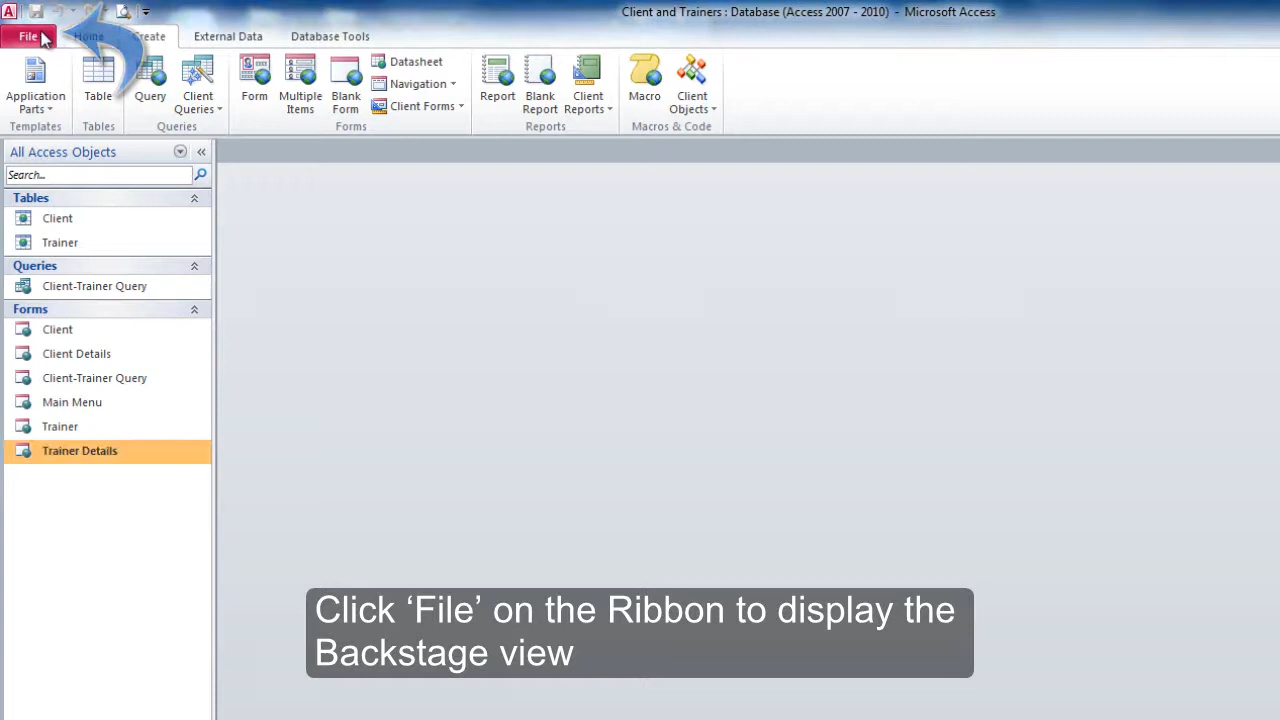 Client and Trainers : Database (Access 2007 - 2010) - Microsoft Access
File Home Create External Data Database Tools
Application Parts
Table
Query
Client Queries
Form
Multiple Items
Blank Form
Datasheet
Navigation
Client Forms
Report
Blank Report
Client Reports
Macro
Client Objects
Templates Tables Queries Forms Reports Macros & Code
All Access Objects
Search...
Tables
Client
Trainer
Queries
Client-Trainer Query
Forms
Client
Client Details
Client-Trainer Query
Main Menu
Trainer
Trainer Details
Click ‘File’ on the Ribbon to display the
Backstage view